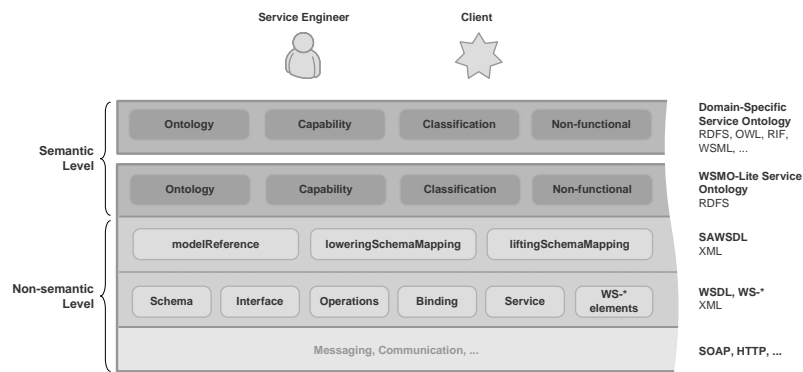 Service Engineer
Client
Semantic
Level
Ontology
Capability
Classification
Non-functional
Domain-Specific
Service Ontology
RDFS, OWL, RIF,
WSML, ...
Ontology
Capability
Classification
Non-functional
WSMO-Lite Service
Ontology
RDFS
Non-semantic
Level
modelReference
loweringSchemaMapping
liftingSchemaMapping
SAWSDL
XML
Schema
Interface
Operations
Binding
Service
WS-*
elements
WSDL, WS-*
XML
Messaging, Communication, ...
SOAP, HTTP, ...